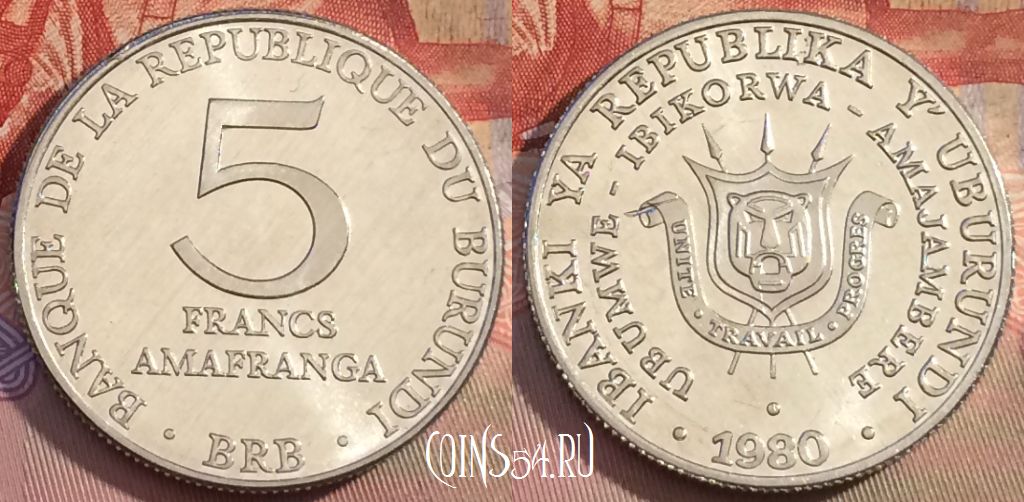 BANQUE DE LA REPUBLIQUE DU BURUNDI
5
FRANCS
AMAFRANGA
· BRB ·
IBANKI YA REPUBLIKA Y' UBURUNDI
UBUMWE - IBIKORWA - AMAJAMBERE
UNITE · TRAVAIL · PROGRES
· 1980 ·
COINS54.RU